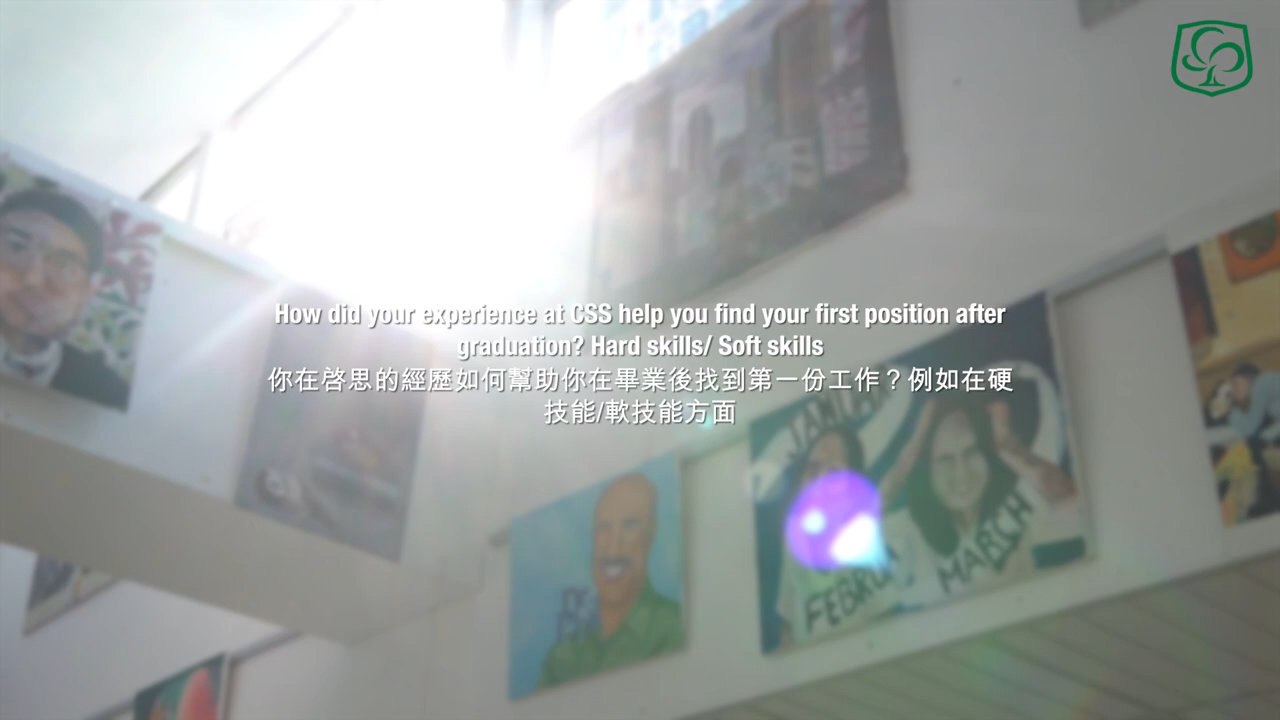 How did your experience at CSS help you find your first position after
graduation? Hard skills/ Soft skills
你在啓思的經歷如何幫助你在畢業後找到第一份工作？例如在硬
技能/軟技能方面
MARCH